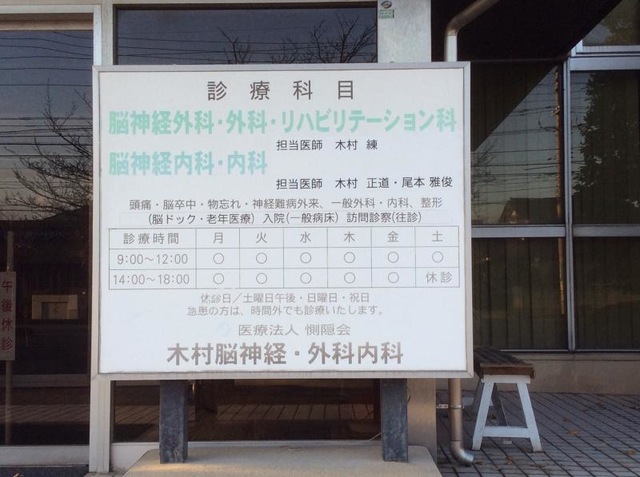 診療科目
脳神経外科・外科・リハビリテーション科
担当医師 木村 練
脳神経内科・内科
担当医師 木村 正道・尾本 雅俊
頭痛・脳卒中・物忘れ・神経難病外来、一般外科・内科、整形
(脳ドック・老年医療) 入院(一般病床) 訪問診察(往診)
診療時間 月 火 水 木 金 土
9:00〜12:00 ○ ○ ○ ○ ○ ○
14:00〜18:00 ○ ○ ○ ○ ○ 休診
休診日／土曜日午後・日曜日・祝日
急患の方は、時間外でも診療いたします。
医療法人 惻隠会
木村脳神経・外科内科
午後休診